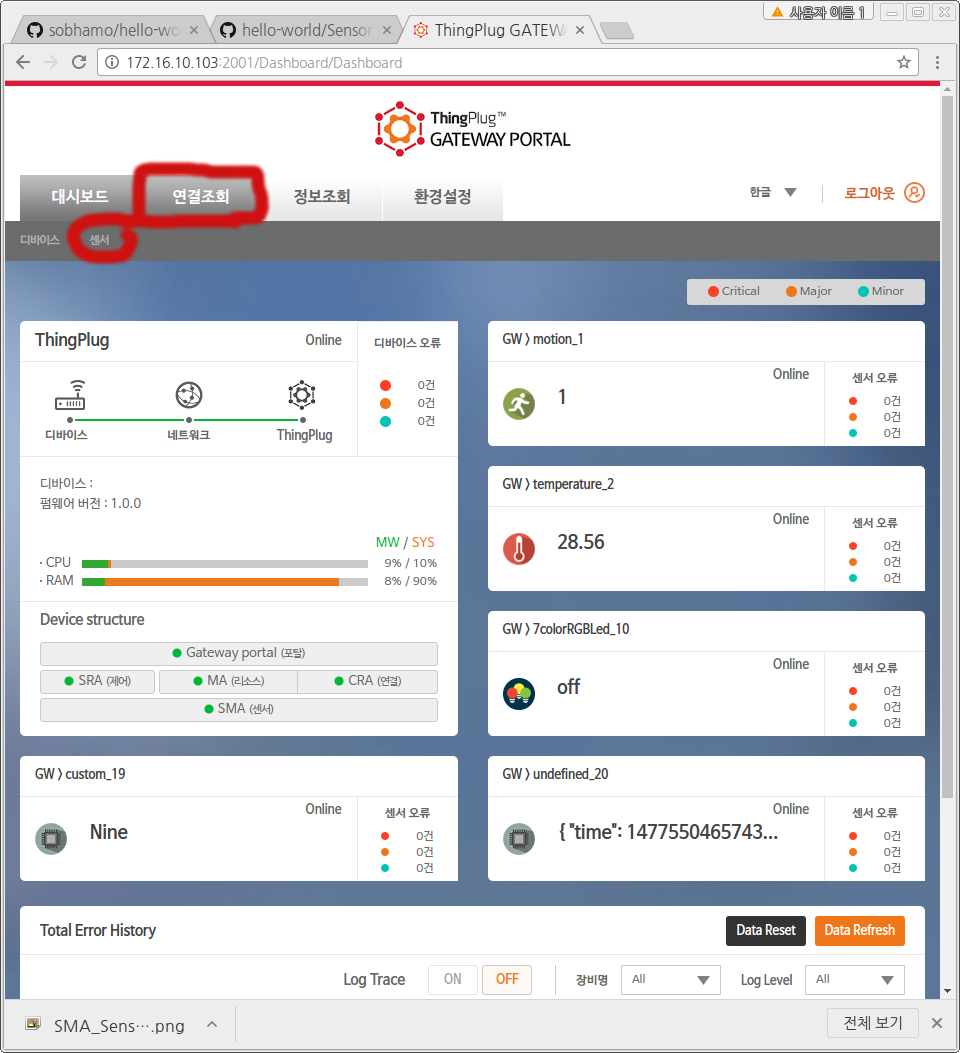 사용자 이름 1
sobhamo/hello-wo
hello-world/Sensor
ThingPlug GATEWA
172.16.10.103:2001/Dashboard/Dashboard
ThingPlug™
GATEWAY PORTAL
대시보드 연결조회 정보조회 환경설정
한글 로그아웃
디바이스 센서
Critical Major Minor
ThingPlug Online 디바이스 오류
0건
0건
0건
디바이스 네트워크 ThingPlug
디바이스 :
펌웨어 버전 : 1.0.0
MW / SYS
· CPU 9% / 10%
· RAM 8% / 90%
Device structure
Gateway portal (포탈)
SRA (제어) MA (리소스) CRA (연결)
SMA (센서)
GW ⟩ motion_1
1 Online 센서 오류
0건
0건
0건
GW ⟩ temperature_2
28.56 Online 센서 오류
0건
0건
0건
GW ⟩ 7colorRGBLed_10
off Online 센서 오류
0건
0건
0건
GW ⟩ custom_19
Nine Online 센서 오류
0건
0건
0건
GW ⟩ undefined_20
{ "time": 1477550465743... Online 센서 오류
0건
0건
0건
Total Error History Data Reset Data Refresh
Log Trace ON OFF 장비명 All Log Level All
SMA_Sens….png 전체 보기